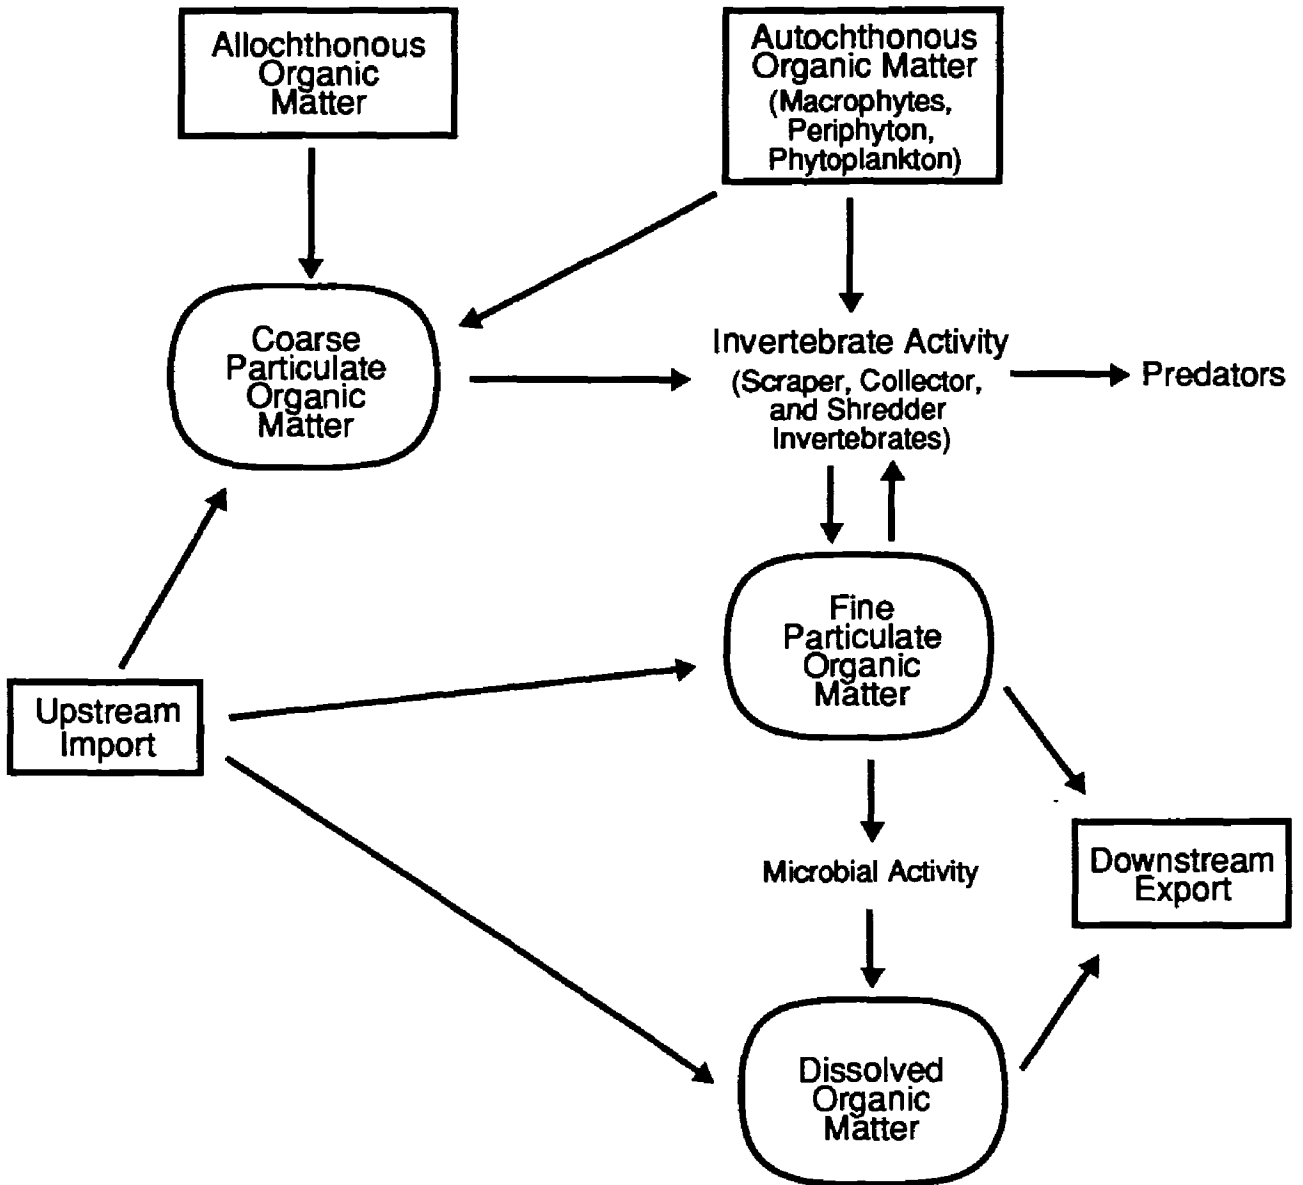 Allochthonous
Organic
Matter
Autochthonous
Organic Matter
(Macrophytes,
Periphyton,
Phytoplankton)
Coarse
Particulate
Organic
Matter
Invertebrate Activity
(Scraper, Collector,
and Shredder
Invertebrates)
Predators
Fine
Particulate
Organic
Matter
Upstream
Import
Microbial Activity
Downstream
Export
Dissolved
Organic
Matter